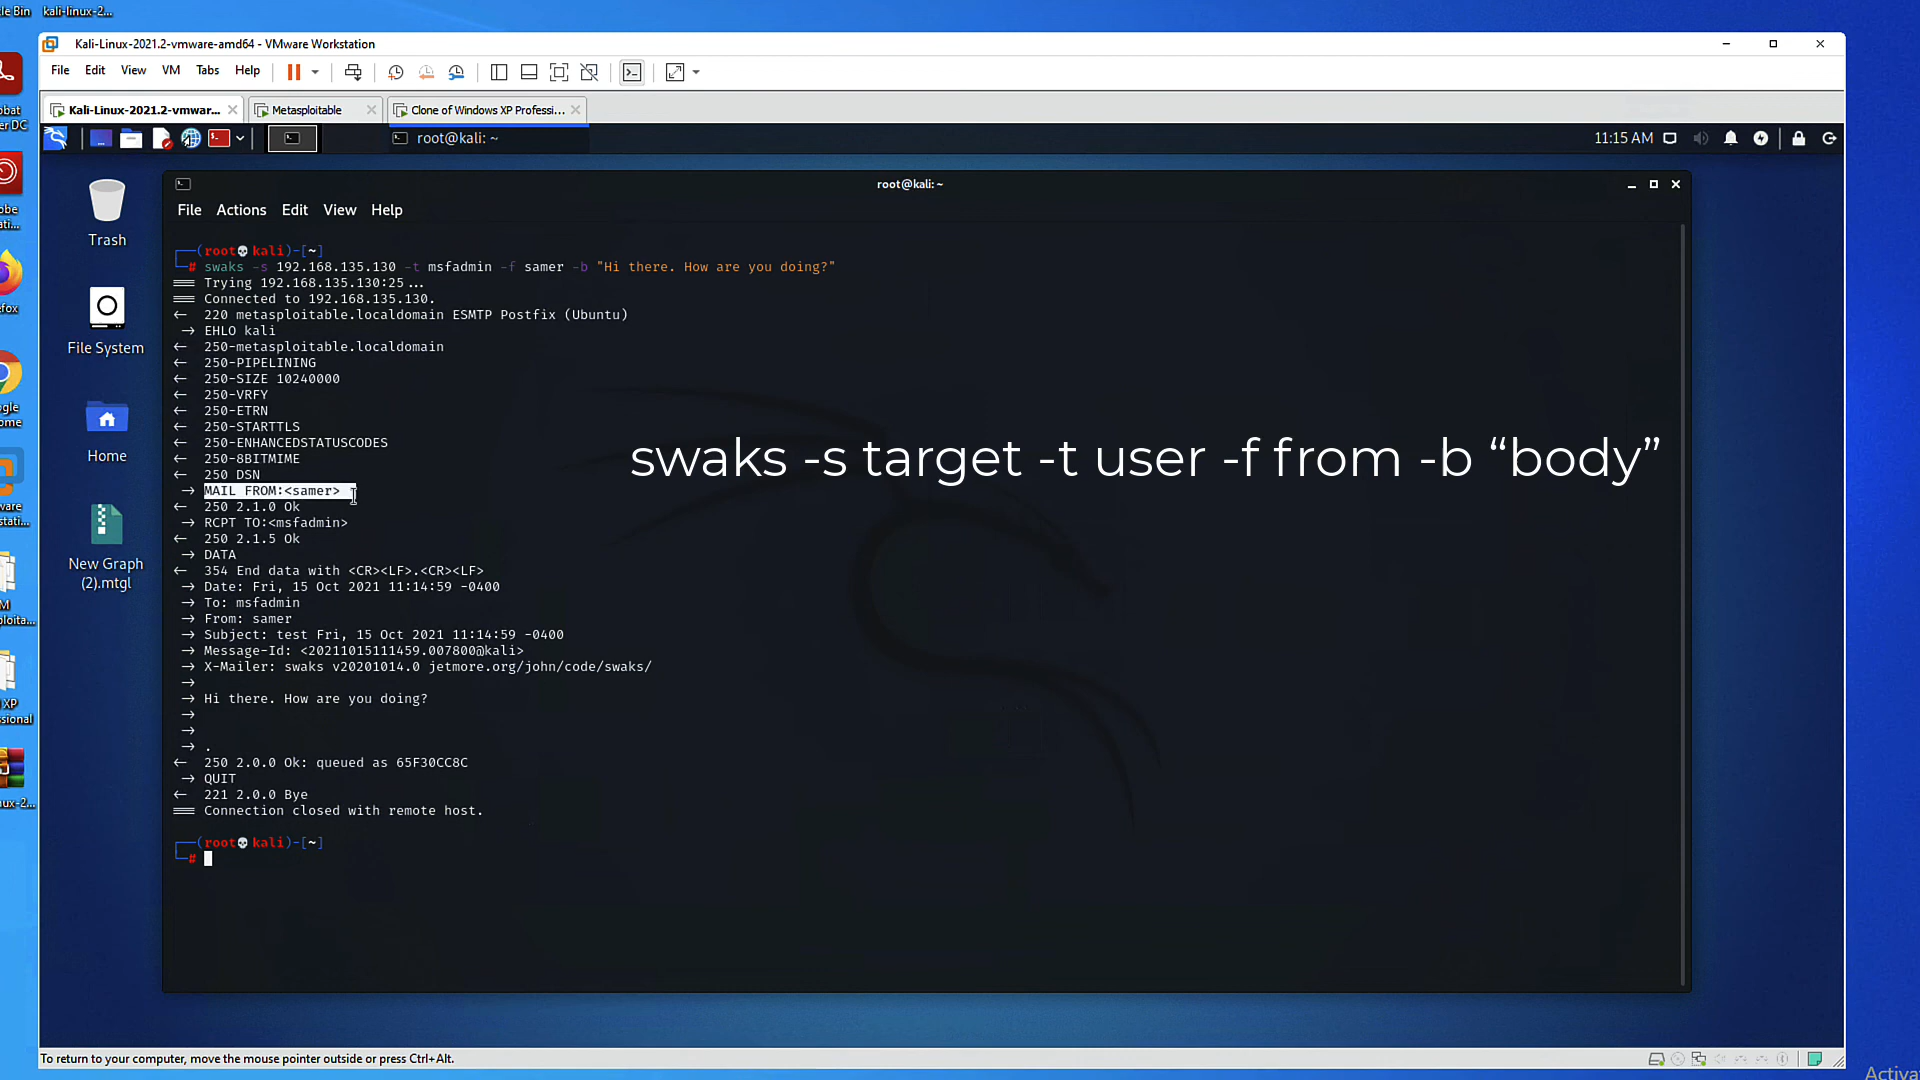 le Bin
kali-linux-2...
Kali-Linux-2021.2-vmware-amd64 - VMware Workstation
File Edit View VM Tabs Help
Kali-Linux-2021.2-vmwar...
Metasploitable
Clone of Windows XP Professi...
root@kali: ~
11:15 AM
root@kali: ~
File Actions Edit View Help
Trash
File System
Home
New Graph
(2).mtgl
(root kali)-[~]
# swaks -s 192.168.135.130 -t msfadmin -f samer -b "Hi there. How are you doing?"
=== Trying 192.168.135.130:25...
=== Connected to 192.168.135.130.
<- 220 metasploitable.localdomain ESMTP Postfix (Ubuntu)
-> EHLO kali
<- 250-metasploitable.localdomain
<- 250-PIPELINING
<- 250-SIZE 10240000
<- 250-VRFY
<- 250-ETRN
<- 250-STARTTLS
<- 250-ENHANCEDSTATUSCODES
<- 250-8BITMIME
<- 250 DSN
-> MAIL FROM:<samer>
<- 250 2.1.0 Ok
-> RCPT TO:<msfadmin>
<- 250 2.1.5 Ok
-> DATA
<- 354 End data with <CR><LF>.<CR><LF>
-> Date: Fri, 15 Oct 2021 11:14:59 -0400
-> To: msfadmin
-> From: samer
-> Subject: test Fri, 15 Oct 2021 11:14:59 -0400
-> Message-Id: <20211015111459.007800@kali>
-> X-Mailer: swaks v20201014.0 jetmore.org/john/code/swaks/
->
-> Hi there. How are you doing?
->
->
-> .
<- 250 2.0.0 Ok: queued as 65F30CC8C
-> QUIT
<- 221 2.0.0 Bye
=== Connection closed with remote host.
(root kali)-[~]
#
swaks -s target -t user -f from -b “body”
To return to your computer, move the mouse pointer outside or press Ctrl+Alt.
Activa